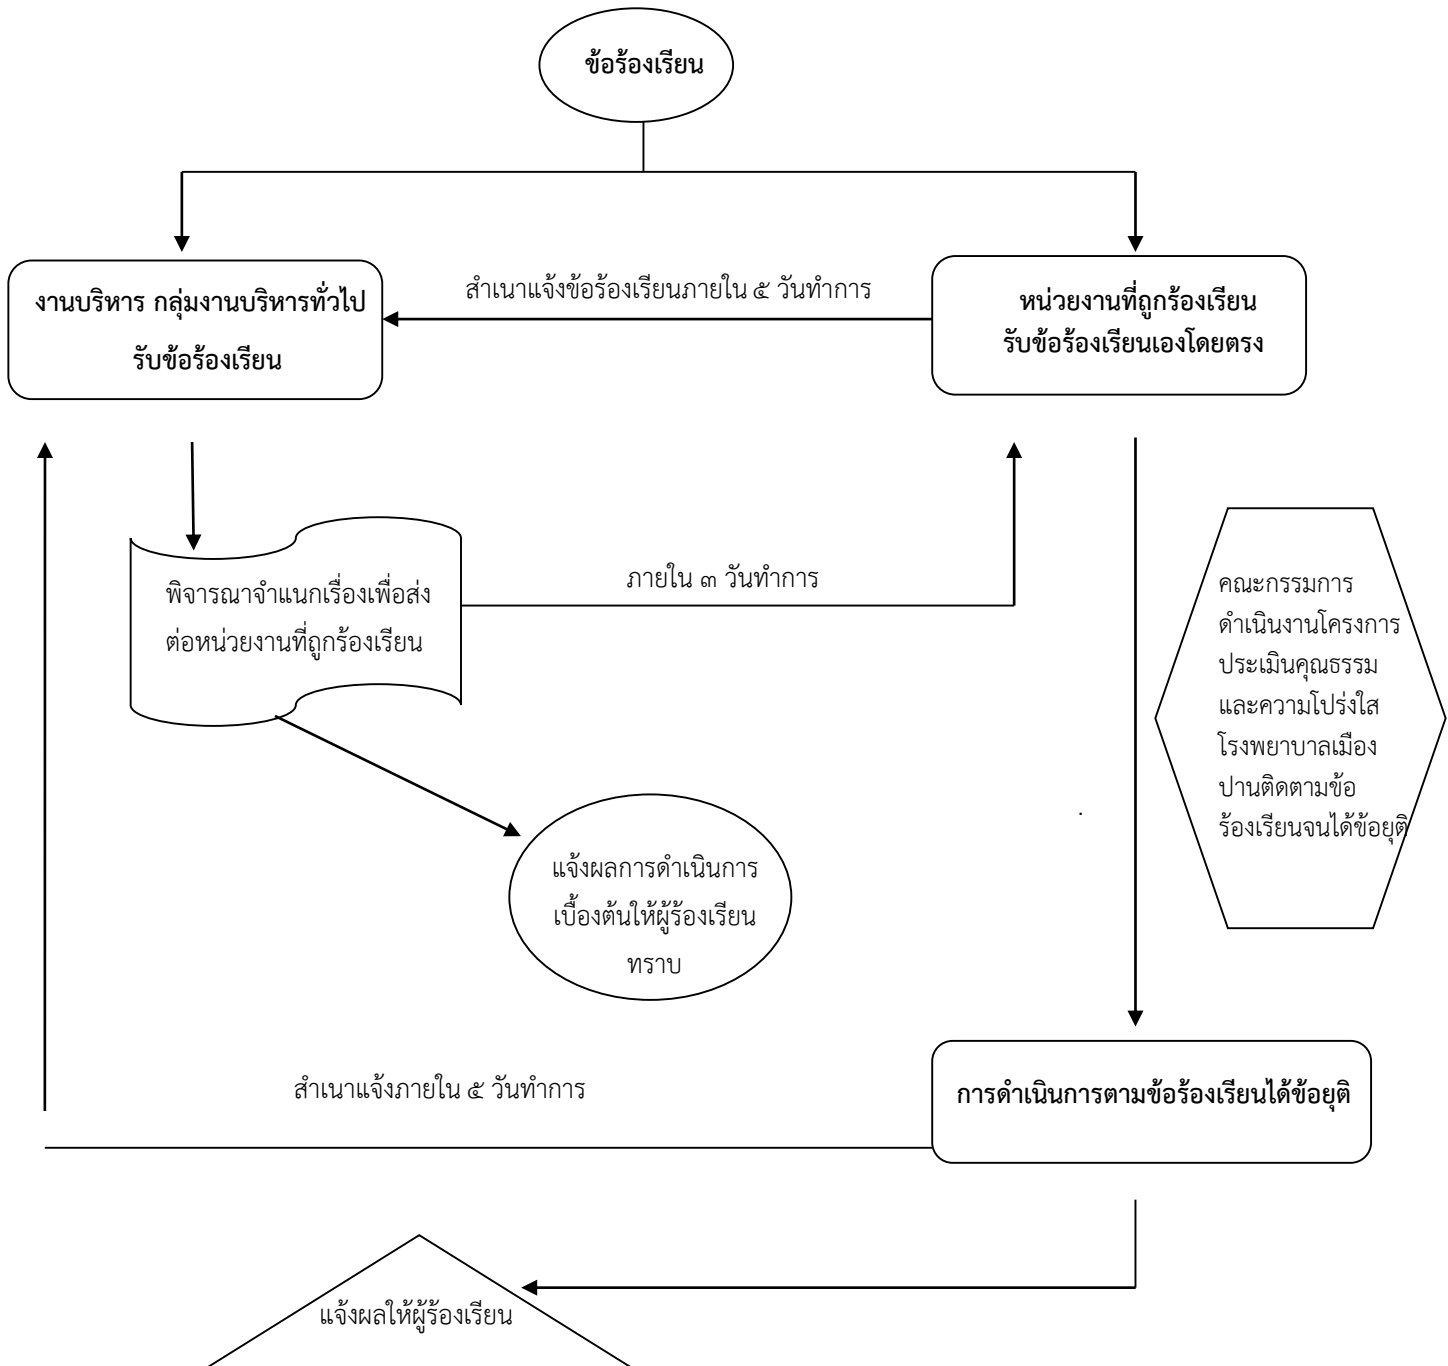 ข้อร้องเรียน
งานบริหาร กลุ่มงานบริหารทั่วไป
รับข้อร้องเรียน
สำเนาแจ้งข้อร้องเรียนภายใน ๕ วันทำการ
หน่วยงานที่ถูกร้องเรียน
รับข้อร้องเรียนเองโดยตรง
พิจารณาจำแนกเรื่องเพื่อส่ง
ต่อหน่วยงานที่ถูกร้องเรียน
ภายใน ๓ วันทำการ
คณะกรรมการ
ดำเนินงานโครงการ
ประเมินคุณธรรม
และความโปร่งใส
โรงพยาบาลเมือง
ปานติดตามข้อ
ร้องเรียนจนได้ข้อยุติ
แจ้งผลการดำเนินการ
เบื้องต้นให้ผู้ร้องเรียน
ทราบ
สำเนาแจ้งภายใน ๕ วันทำการ
การดำเนินการตามข้อร้องเรียนได้ข้อยุติ
แจ้งผลให้ผู้ร้องเรียน